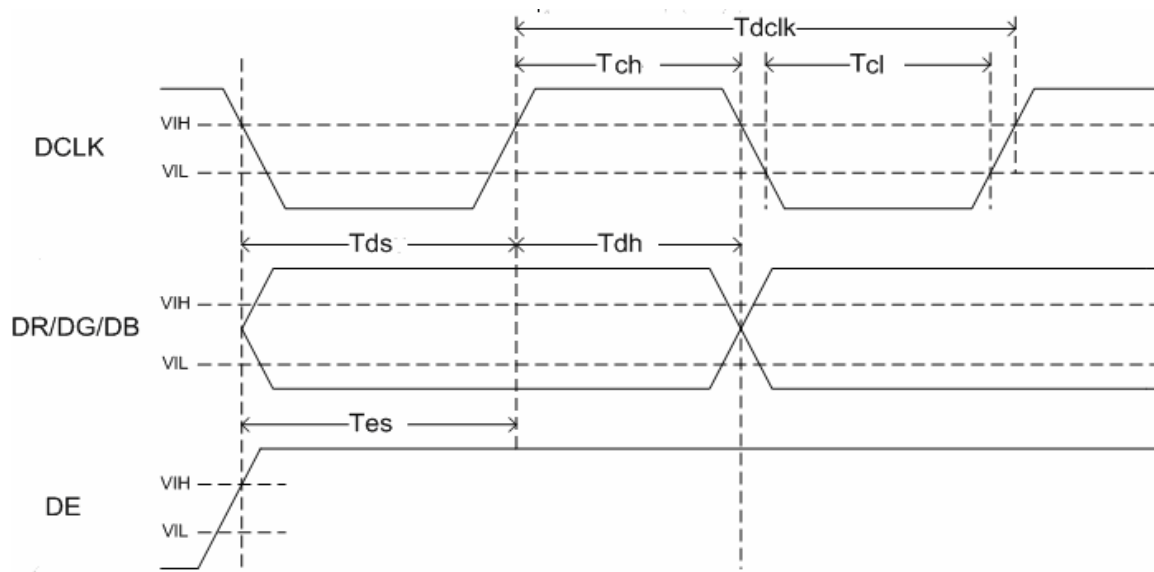 Tdclk
Tch Tcl
VIH
DCLK
VIL
Tds Tdh
VIH
DR/DG/DB
VIL
Tes
VIH
DE
VIL